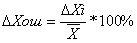 ΔXош = ΔXi / X̅ *100%